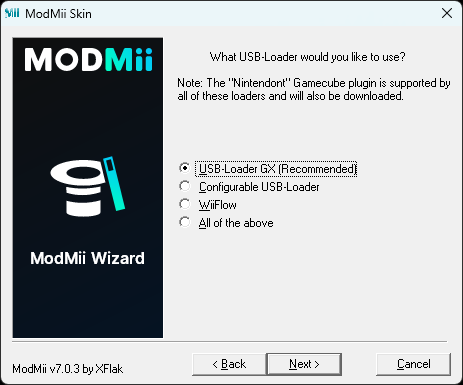 ModMii Skin
MODMii
ModMii Wizard
What USB-Loader would you like to use?
Note: The "Nintendont" Gamecube plugin is supported by
all of these loaders and will also be downloaded.
USB-Loader GX (Recommended)
Configurable USB-Loader
WiiFlow
All of the above
ModMii v7.0.3 by XFlak
< Back
Next >
Cancel